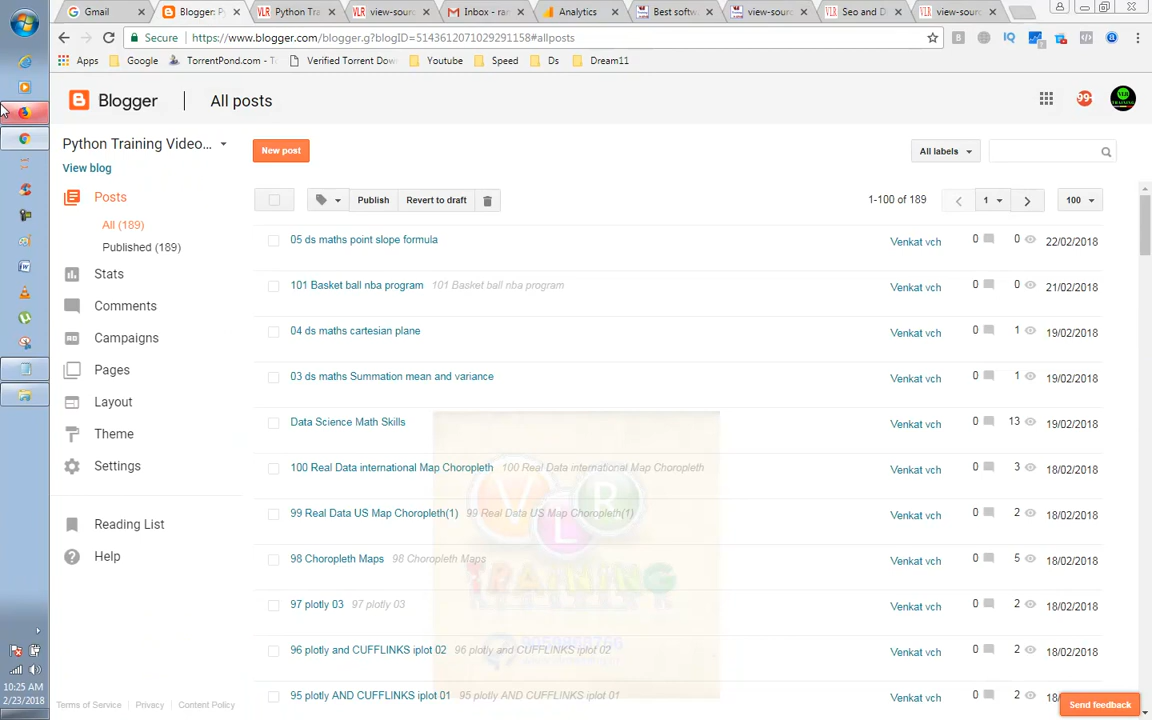 Gmail
Blogger: Py
VLR Python Tra
VLR view-sourc
Inbox - ran
Analytics
Best softw
view-sourc
VLR Seo and D
VLR view-sourc
Secure https://www.blogger.com/blogger.g?blogID=5143612071029291158#allposts
Apps Google TorrentPond.com - To Verified Torrent Dow Youtube Speed Ds Dream11
Blogger All posts
99+
Python Training Video...
View blog
New post
All labels
Posts
All (189)
Published (189)
Stats
Comments
Campaigns
Pages
Layout
Theme
Settings
Reading List
Help
Publish Revert to draft
1-100 of 189 1 100
05 ds maths point slope formula Venkat vch 0 0 22/02/2018
101 Basket ball nba program 101 Basket ball nba program Venkat vch 0 0 21/02/2018
04 ds maths cartesian plane Venkat vch 0 1 19/02/2018
03 ds maths Summation mean and variance Venkat vch 0 1 19/02/2018
Data Science Math Skills Venkat vch 0 13 19/02/2018
100 Real Data international Map Choropleth 100 Real Data international Map Choropleth Venkat vch 0 3 18/02/2018
99 Real Data US Map Choropleth(1) 99 Real Data US Map Choropleth(1) Venkat vch 0 2 18/02/2018
98 Choropleth Maps 98 Choropleth Maps Venkat vch 0 5 18/02/2018
97 plotly 03 97 plotly 03 Venkat vch 0 2 18/02/2018
96 plotly and CUFFLINKS iplot 02 96 plotly and CUFFLINKS iplot 02 Venkat vch 0 2 18/02/2018
95 plotly AND CUFFLINKS iplot 01 95 plotly AND CUFFLINKS iplot 01 Venkat vch 0 2
VLR
TRAINING
Terms of Service Privacy Content Policy
Send feedback
10:25 AM
2/23/2018